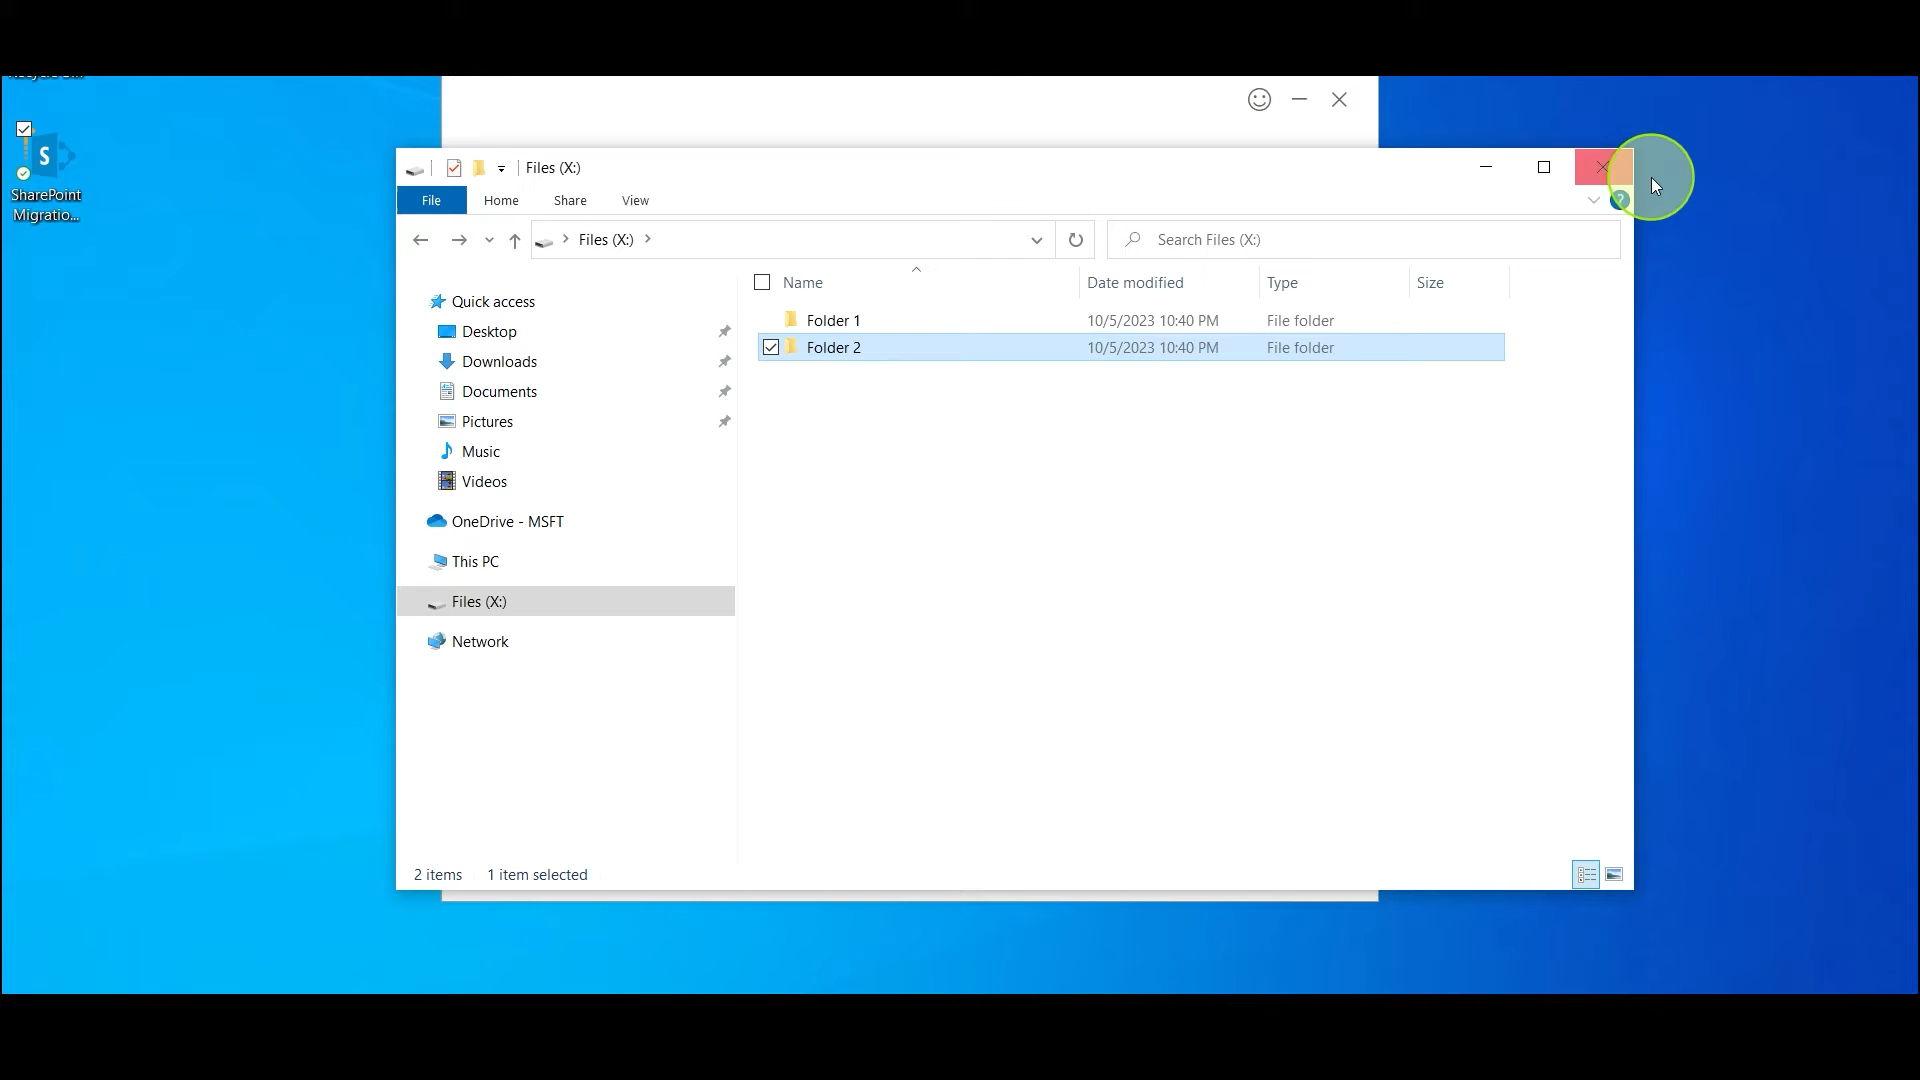 SharePoint
Migratio...
Files (X:)
File Home Share View
Files (X:)
Search Files (X:)
Name Date modified Type Size
Folder 1 10/5/2023 10:40 PM File folder
Folder 2 10/5/2023 10:40 PM File folder
Quick access
Desktop
Downloads
Documents
Pictures
Music
Videos
OneDrive - MSFT
This PC
Files (X:)
Network
2 items 1 item selected